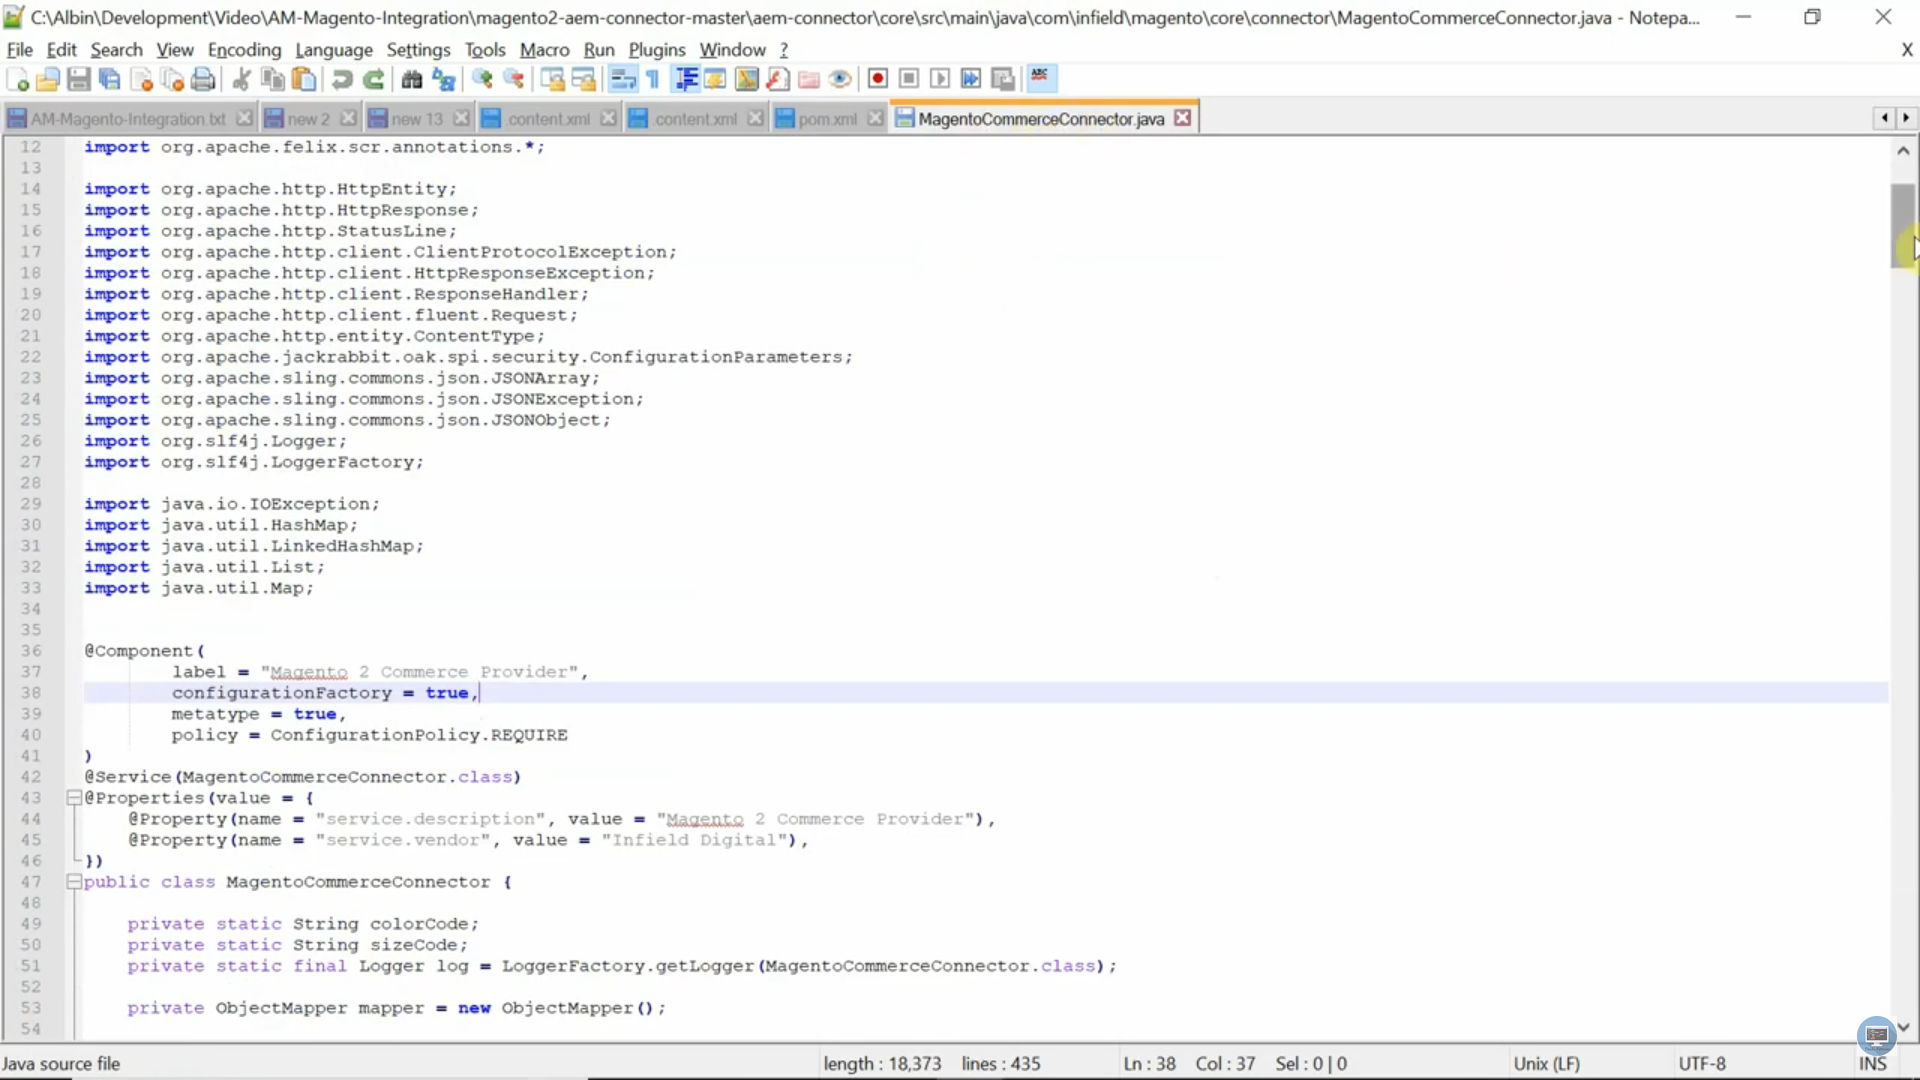 C:\Albin\Development\Video\AM-Magento-Integration\magento2-aem-connector-master\aem-connector\core\src\main\java\com\infield\magento\core\connector\MagentoCommerceConnector.java - Notepa...
File Edit Search View Encoding Language Settings Tools Macro Run Plugins Window ? X
ABC
AM-Magento-Integration.txt new 2 new 13 .content.xml .content.xml pom.xml MagentoCommerceConnector.java
12 import org.apache.felix.scr.annotations.*;
13
14 import org.apache.http.HttpEntity;
15 import org.apache.http.HttpResponse;
16 import org.apache.http.StatusLine;
17 import org.apache.http.client.ClientProtocolException;
18 import org.apache.http.client.HttpResponseException;
19 import org.apache.http.client.ResponseHandler;
20 import org.apache.http.client.fluent.Request;
21 import org.apache.http.entity.ContentType;
22 import org.apache.jackrabbit.oak.spi.security.ConfigurationParameters;
23 import org.apache.sling.commons.json.JSONArray;
24 import org.apache.sling.commons.json.JSONException;
25 import org.apache.sling.commons.json.JSONObject;
26 import org.slf4j.Logger;
27 import org.slf4j.LoggerFactory;
28
29 import java.io.IOException;
30 import java.util.HashMap;
31 import java.util.LinkedHashMap;
32 import java.util.List;
33 import java.util.Map;
34
35
36 @Component(
37 label = "Magento 2 Commerce Provider",
38 configurationFactory = true,
39 metatype = true,
40 policy = ConfigurationPolicy.REQUIRE
41 )
42 @Service(MagentoCommerceConnector.class)
43 @Properties(value = {
44 @Property(name = "service.description", value = "Magento 2 Commerce Provider"),
45 @Property(name = "service.vendor", value = "Infield Digital"),
46 })
47 public class MagentoCommerceConnector {
48
49 private static String colorCode;
50 private static String sizeCode;
51 private static final Logger log = LoggerFactory.getLogger(MagentoCommerceConnector.class);
52
53 private ObjectMapper mapper = new ObjectMapper();
54
Java source file length : 18,373 lines : 435 Ln : 38 Col : 37 Sel : 0 | 0 Unix (LF) UTF-8 INS